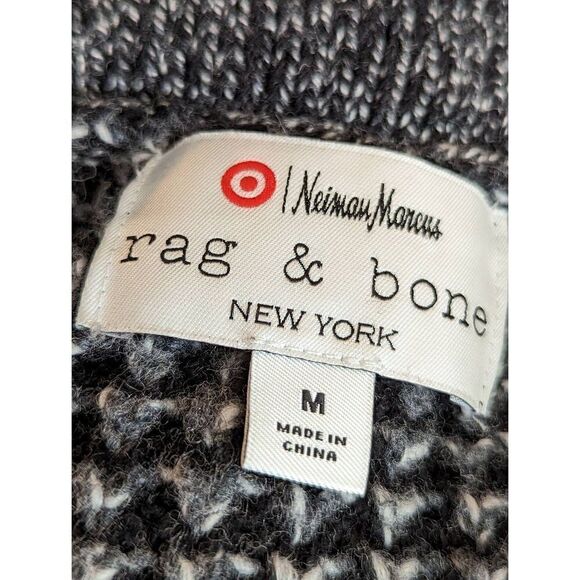 | Neiman Marcus
rag & bone
NEW YORK
M
MADE IN
CHINA